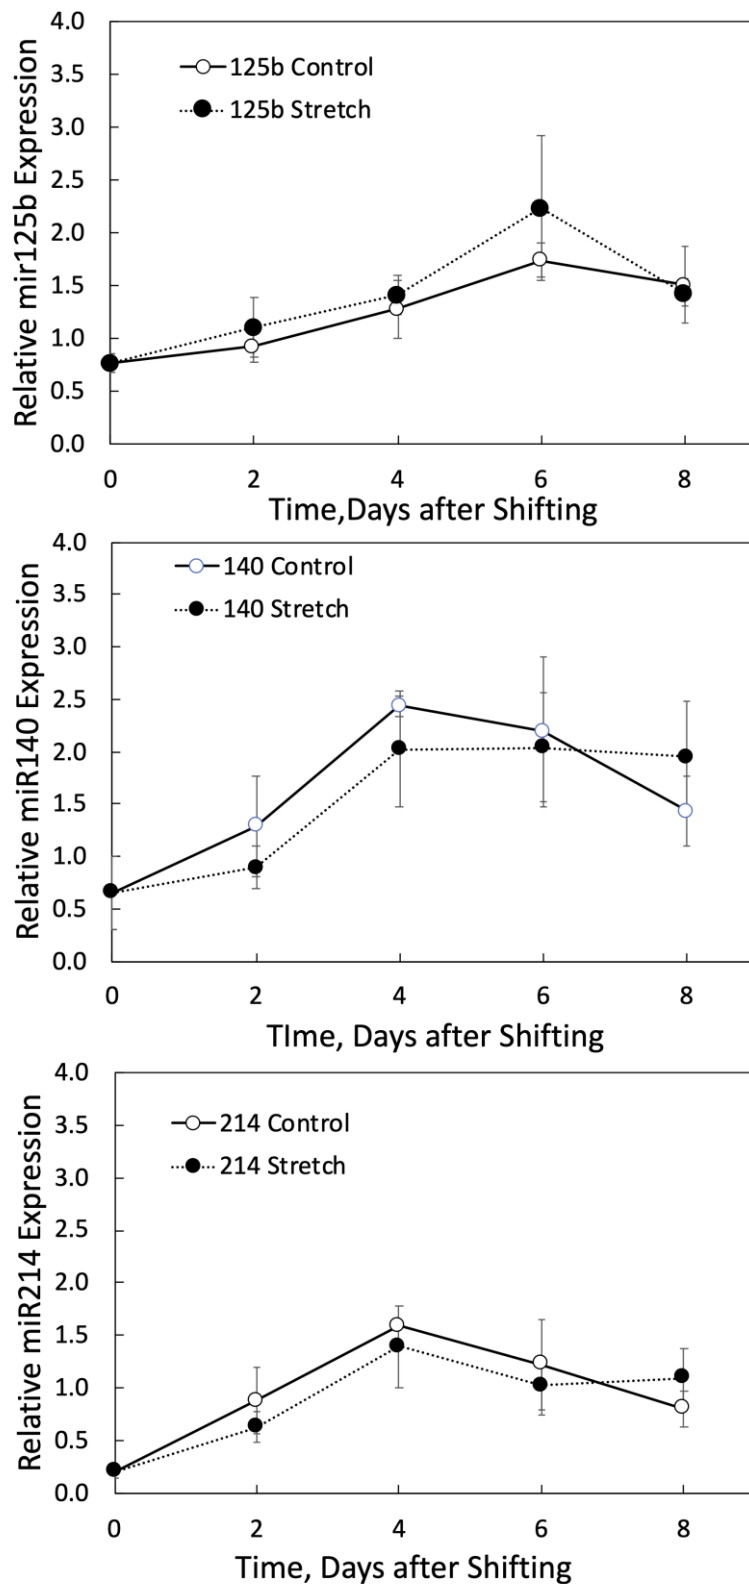 Relative mir125b Expression
4.0
3.5
3.0
2.5
2.0
1.5
1.0
0.5
0.0
125b Control
125b Stretch
0 2 4 6 8
Time,Days after Shifting
Relative miR140 Expression
4.0
3.5
3.0
2.5
2.0
1.5
1.0
0.5
0.0
140 Control
140 Stretch
0 2 4 6 8
TIme, Days after Shifting
Relative miR214 Expression
4.0
3.5
3.0
2.5
2.0
1.5
1.0
0.5
0.0
214 Control
214 Stretch
0 2 4 6 8
Time, Days after Shifting